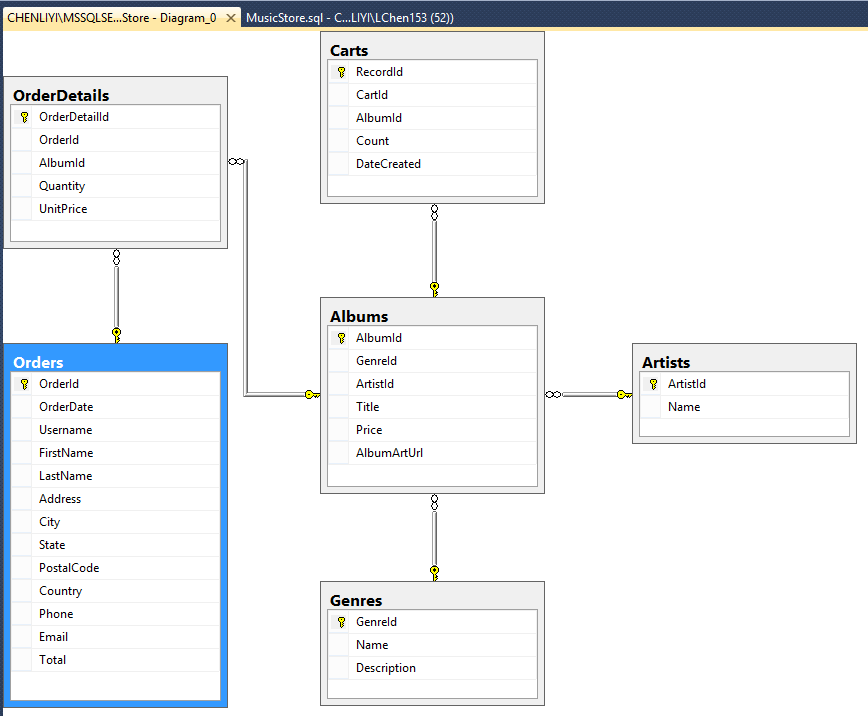 CHENLIYI\MSSQLSE...Store - Diagram_0
MusicStore.sql - C...LIYI\LChen153 (52))
OrderDetails
OrderDetailId
OrderId
AlbumId
Quantity
UnitPrice
Carts
RecordId
CartId
AlbumId
Count
DateCreated
Orders
OrderId
OrderDate
Username
FirstName
LastName
Address
City
State
PostalCode
Country
Phone
Email
Total
Albums
AlbumId
GenreId
ArtistId
Title
Price
AlbumArtUrl
Artists
ArtistId
Name
Genres
GenreId
Name
Description